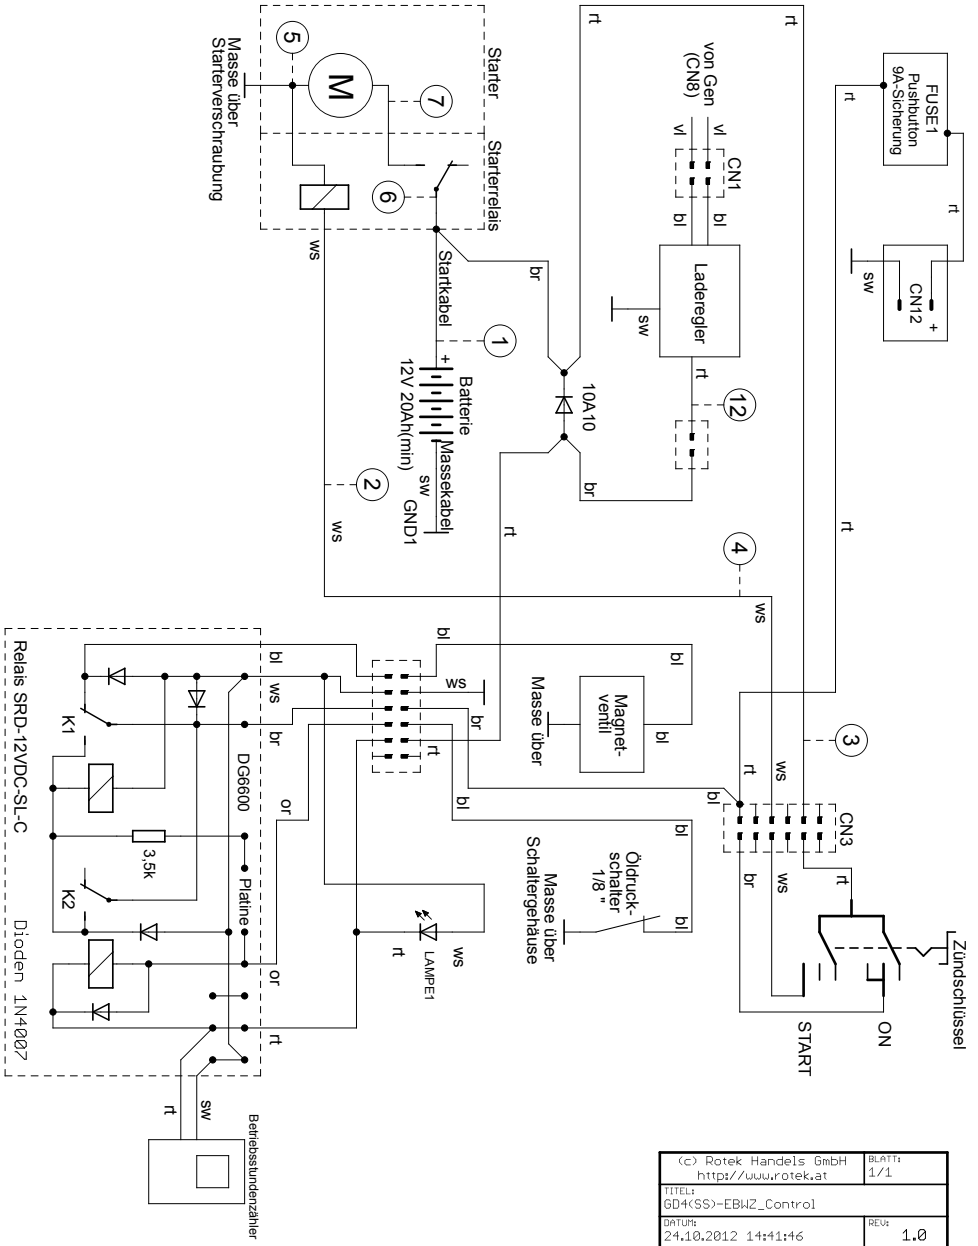 FUSE1
Pushbutton
9A-Sicherung
rt
rt
rt
CN12
+
sw
rt
rt
von Gen
(CN8)
vl
vl
CN1
bl
bl
Laderegler
sw
rt
12
br
10A10
br
rt
Starter
Starterrelais
5
M
7
6
Masse über
Starterverschraubung
ws
Startkabel
1
+
Batterie
12V 20Ah(min)
Massekabel
sw
GND1
2
ws
4
ws
3
ws
rt
bl
CN3
rt
ws
br
Zündschlüssel
ON
START
bl
ws
br
rt
bl
bl
Magnet-
ventil
bl
Masse über
bl
Öldruck-
schalter
1/8 "
bl
Masse über
Schaltergehäuse
LAMPE1
ws
rt
bl
ws
br
DG6600
or
Platine
or
rt
K1
3,5k
K2
Relais SRD-12VDC-SL-C
Dioden 1N4007
sw
rt
Betriebsstundenzähler
(c) Rotek Handels GmbH
http://www.rotek.at
BLATT:
1/1
TITEL:
GD4(SS)-EBWZ_Control
DATUM:
24.10.2012 14:41:46
REV:
1.0